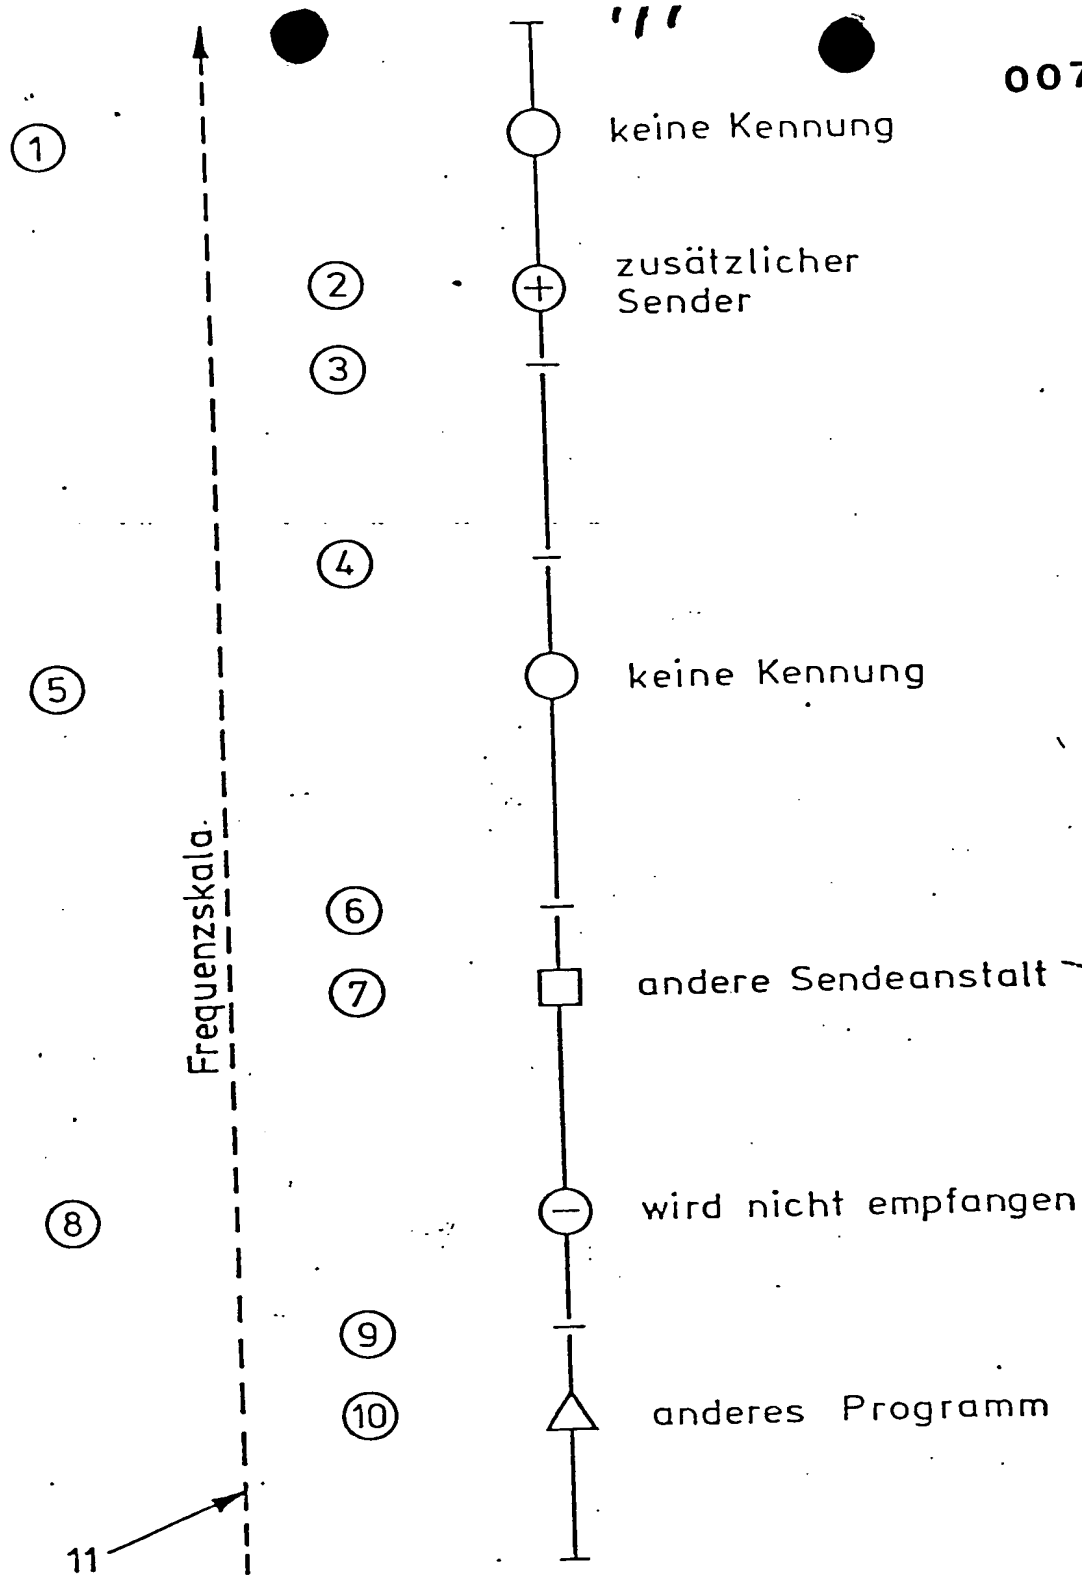 007
① keine Kennung
② zusätzlicher
Sender
③
④
⑤ keine Kennung
Frequenzskala.
⑥
⑦ andere Sendeanstalt
⑧ wird nicht empfangen
⑨
⑩ anderes Programm
11